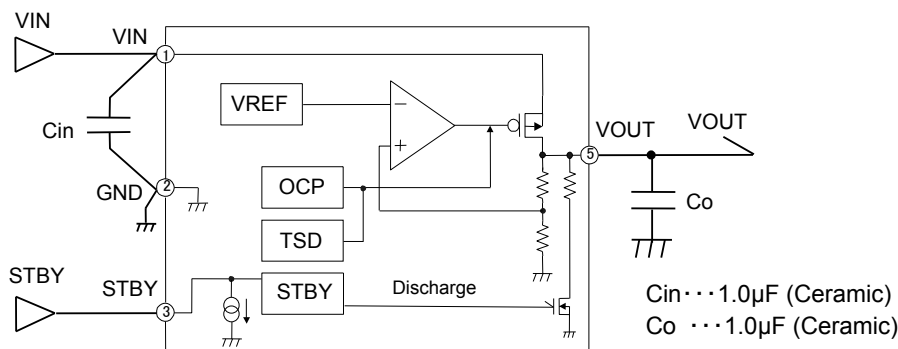 VIN
VIN
1
VREF
−
+
Cin
VOUT
VOUT
5
GND
2
OCP
Co
TSD
STBY
STBY
3
STBY
Discharge
Cin･･･1.0µF (Ceramic)
Co ･･･1.0µF (Ceramic)